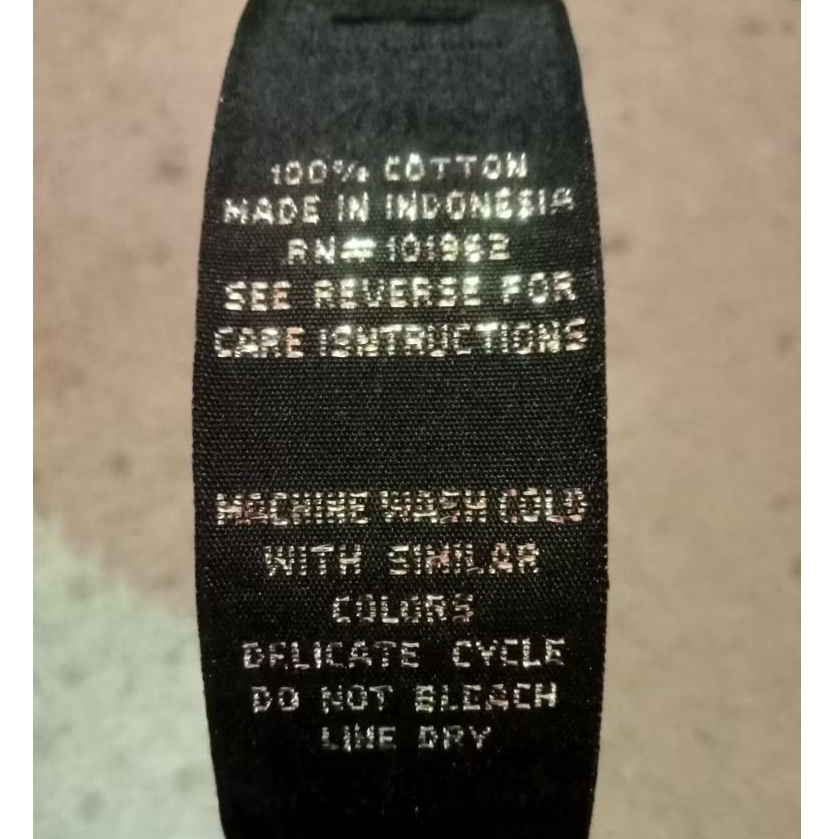 100% COTTON
MADE IN INDONESIA
RN# 101963
SEE REVERSE FOR
CARE ISNTRUCTIONS
MACHINE WASH COLD
WITH SIMILAR
COLORS
DELICATE CYCLE
DO NOT BLEACH
LINE DRY